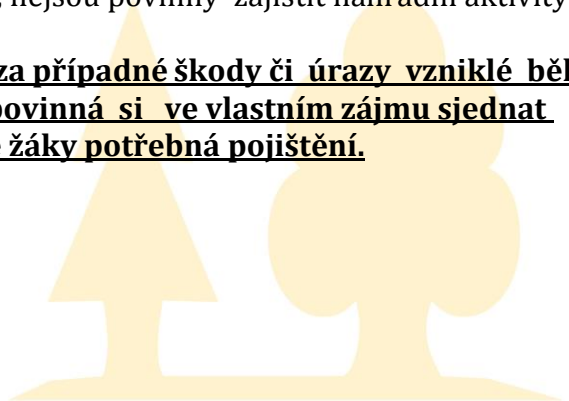 nejsou povinny zajistit náhradní aktivity
za případné škody či úrazy vzniklé běh
povinná si ve vlastním zájmu sjednat
žáky potřebná pojištění.